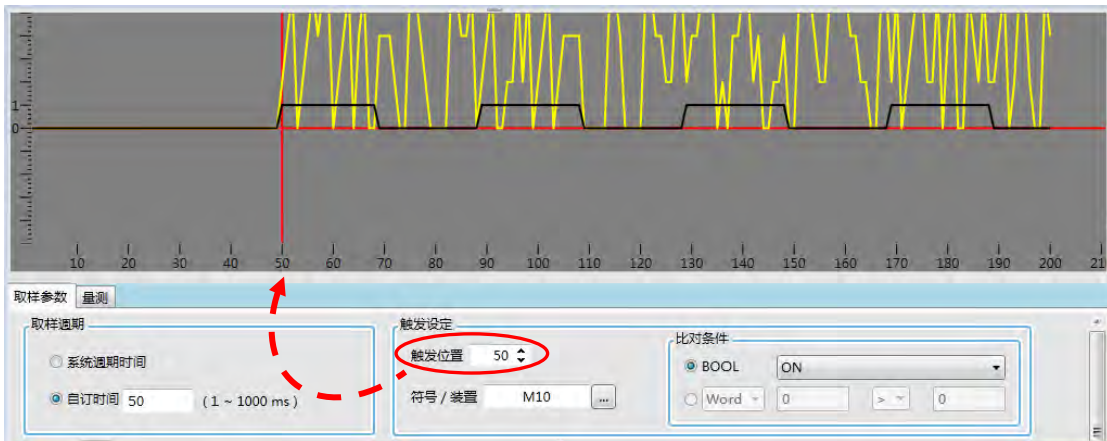 1
0
10 20 30 40 50 60 70 80 90 100 110 120 130 140 150 160 170 180 190 200 21
取样参数 量测
取样週期
系统週期时间
自订时间 50 (1 ~ 1000 ms)
触发设定
触发位置 50
符号 / 装置 M10 ...
比对条件
BOOL ON
Word 0 > 0